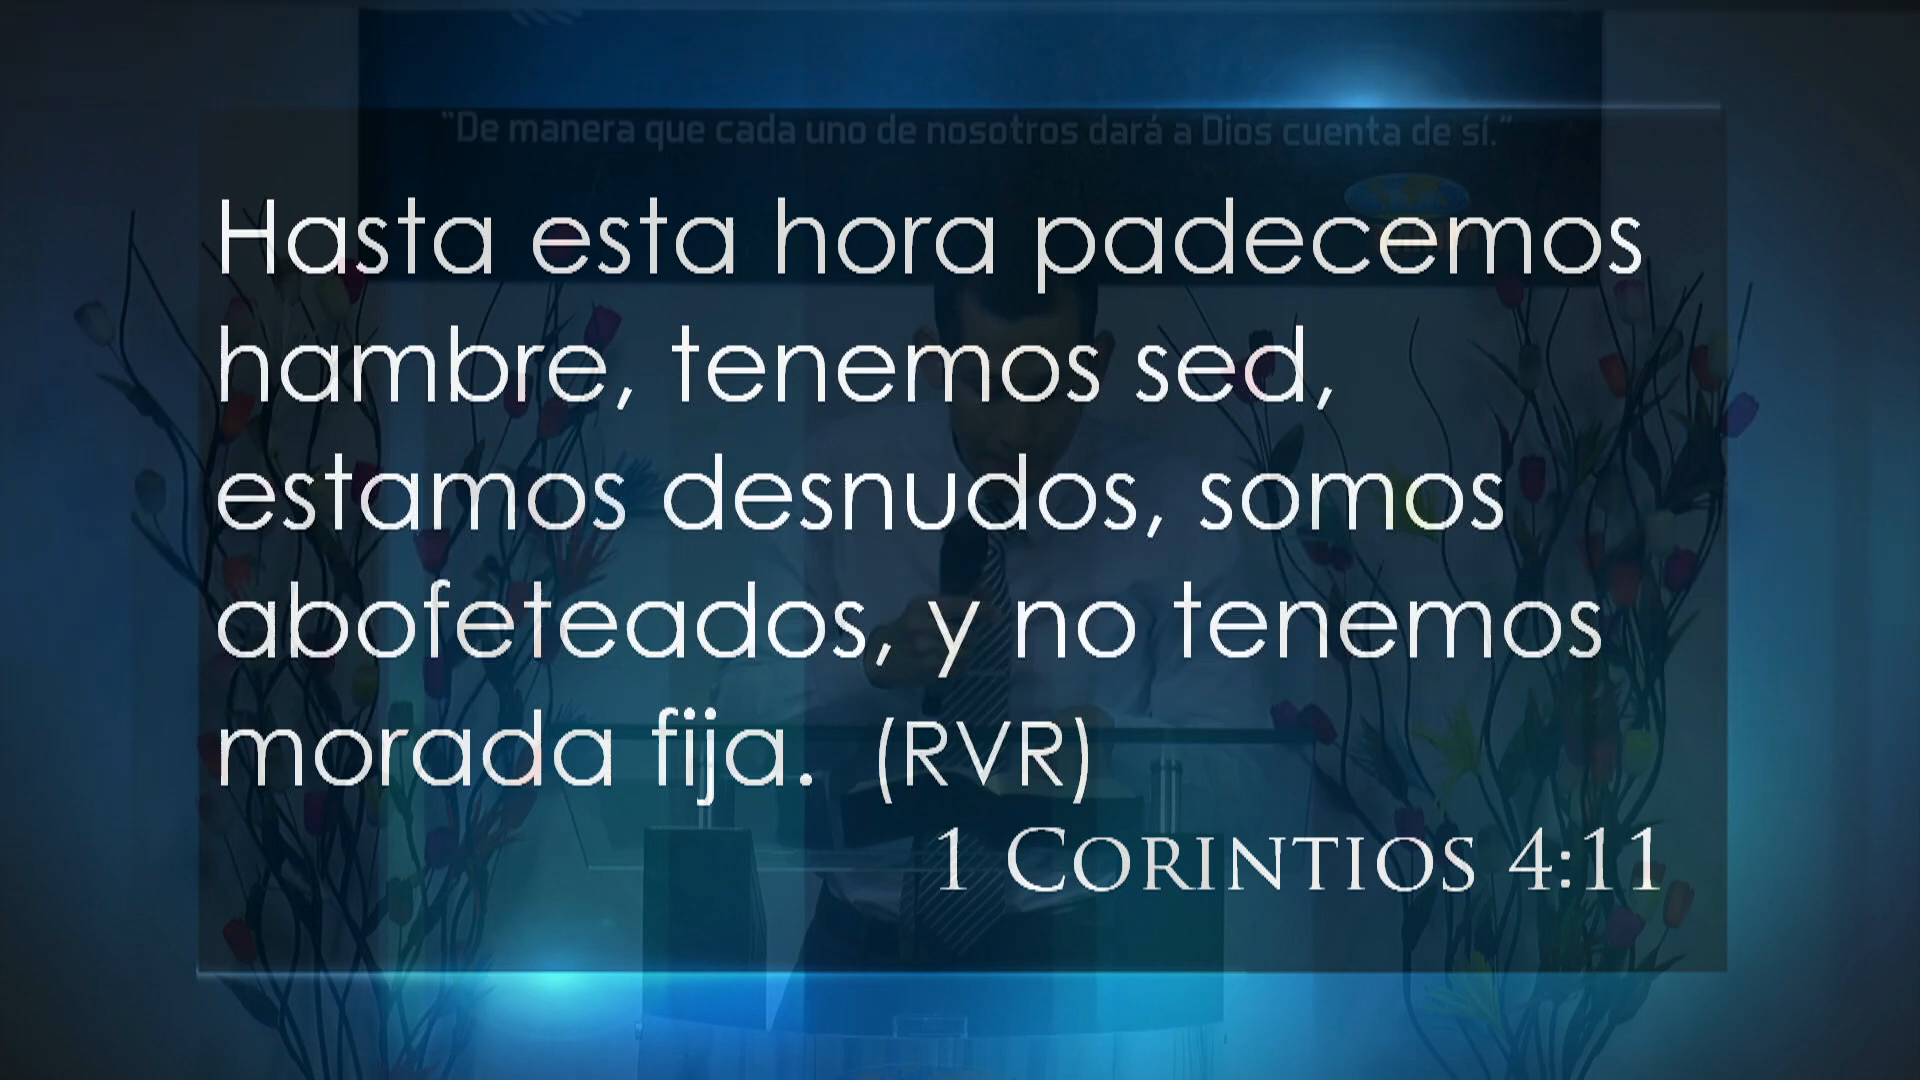 "De manera que cada uno de nosotros dará a Dios cuenta de sí."
Hasta esta hora padecemos
hambre, tenemos sed,
estamos desnudos, somos
abofeteados, y no tenemos
morada fija. (RVR)
1 Corintios 4:11